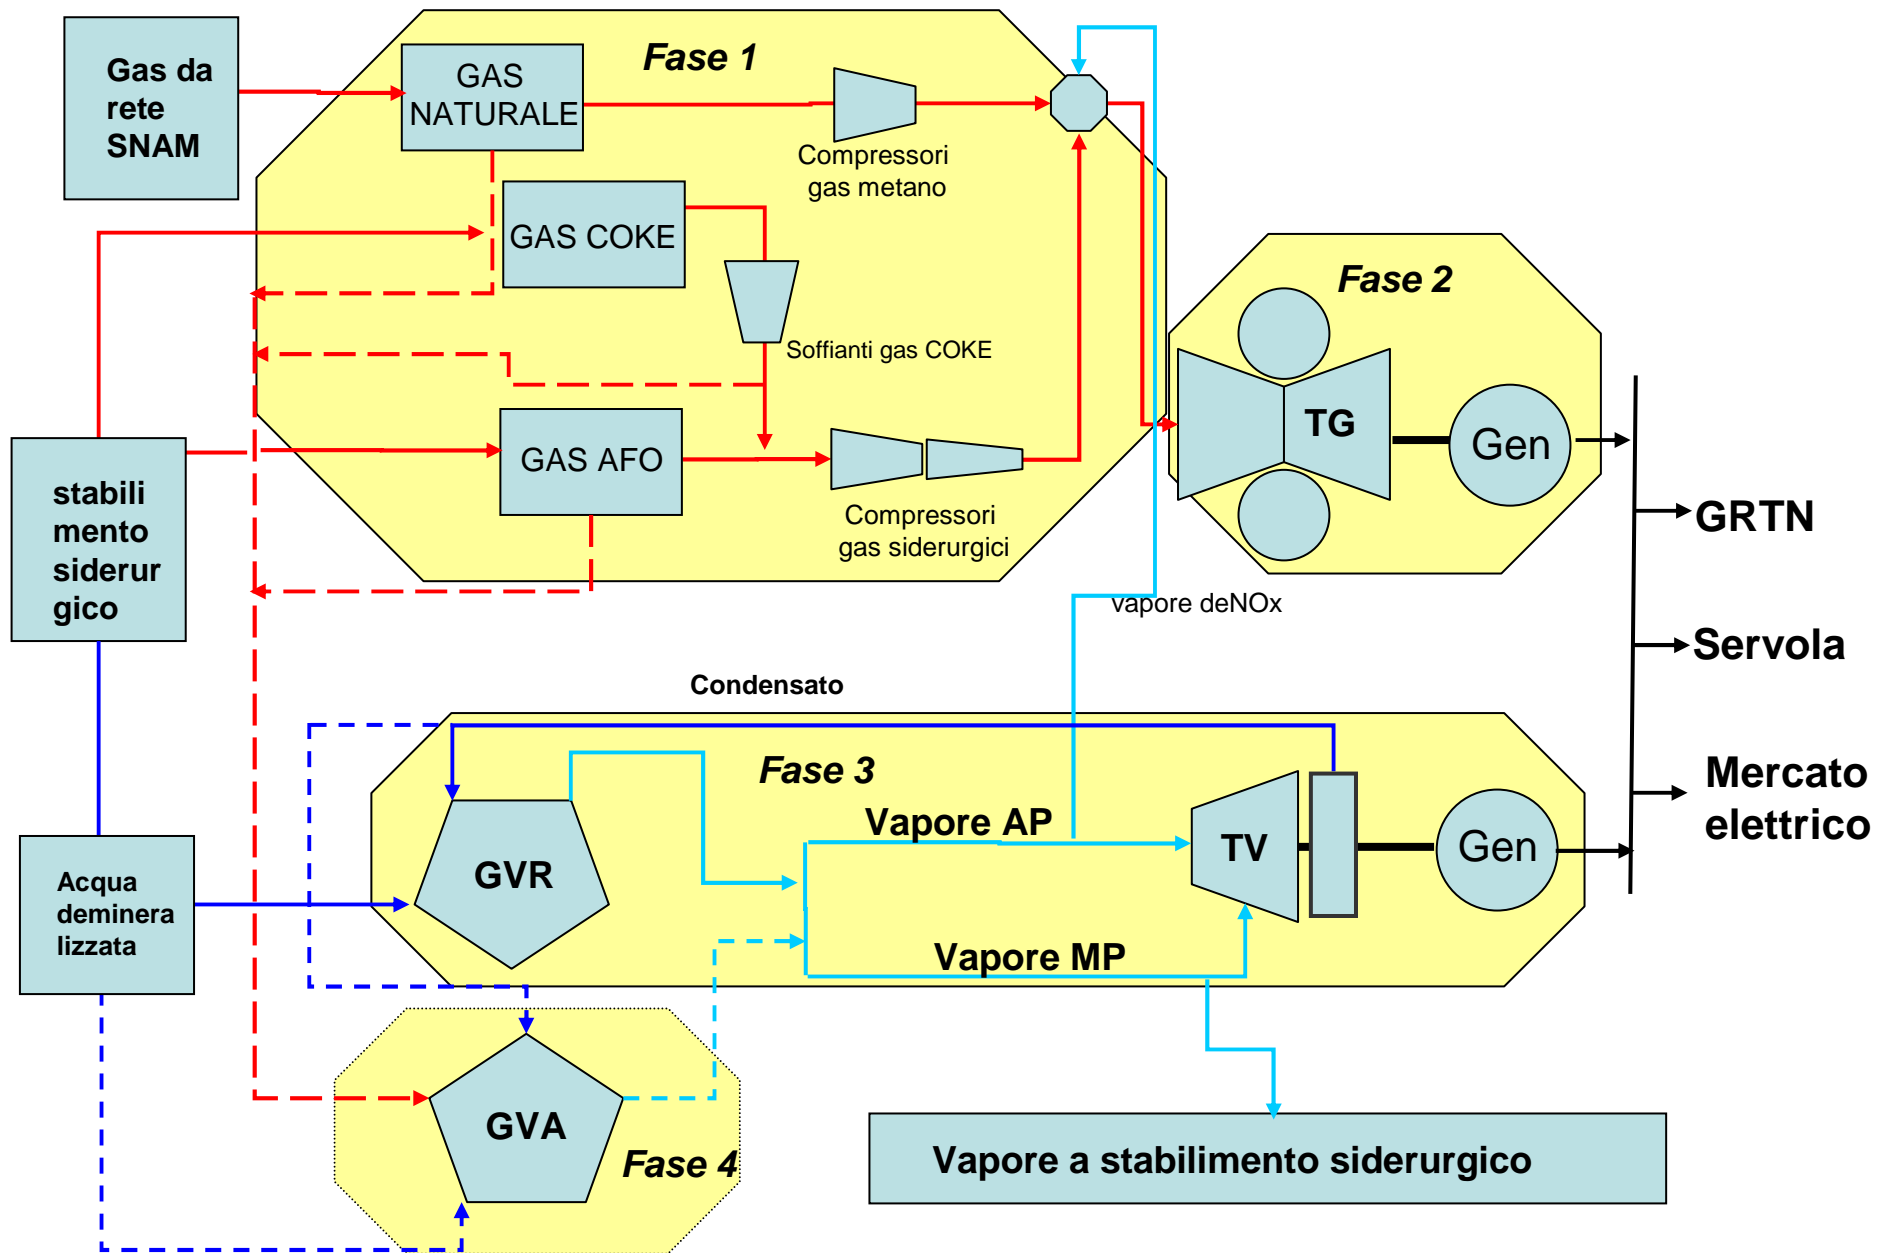 Gas da
rete
SNAM
GAS
NATURALE
Fase 1
Compressori
gas metano
GAS COKE
Soffianti gas COKE
GAS AFO
Compressori
gas siderurgici
Fase 2
TG
Gen
stabili
mento
siderur
gico
GRTN
Servola
Mercato
elettrico
vapore deNOx
Condensato
Fase 3
Vapore AP
GVR
TV
Gen
Acqua
deminera
lizzata
Vapore MP
GVA
Fase 4
Vapore a stabilimento siderurgico